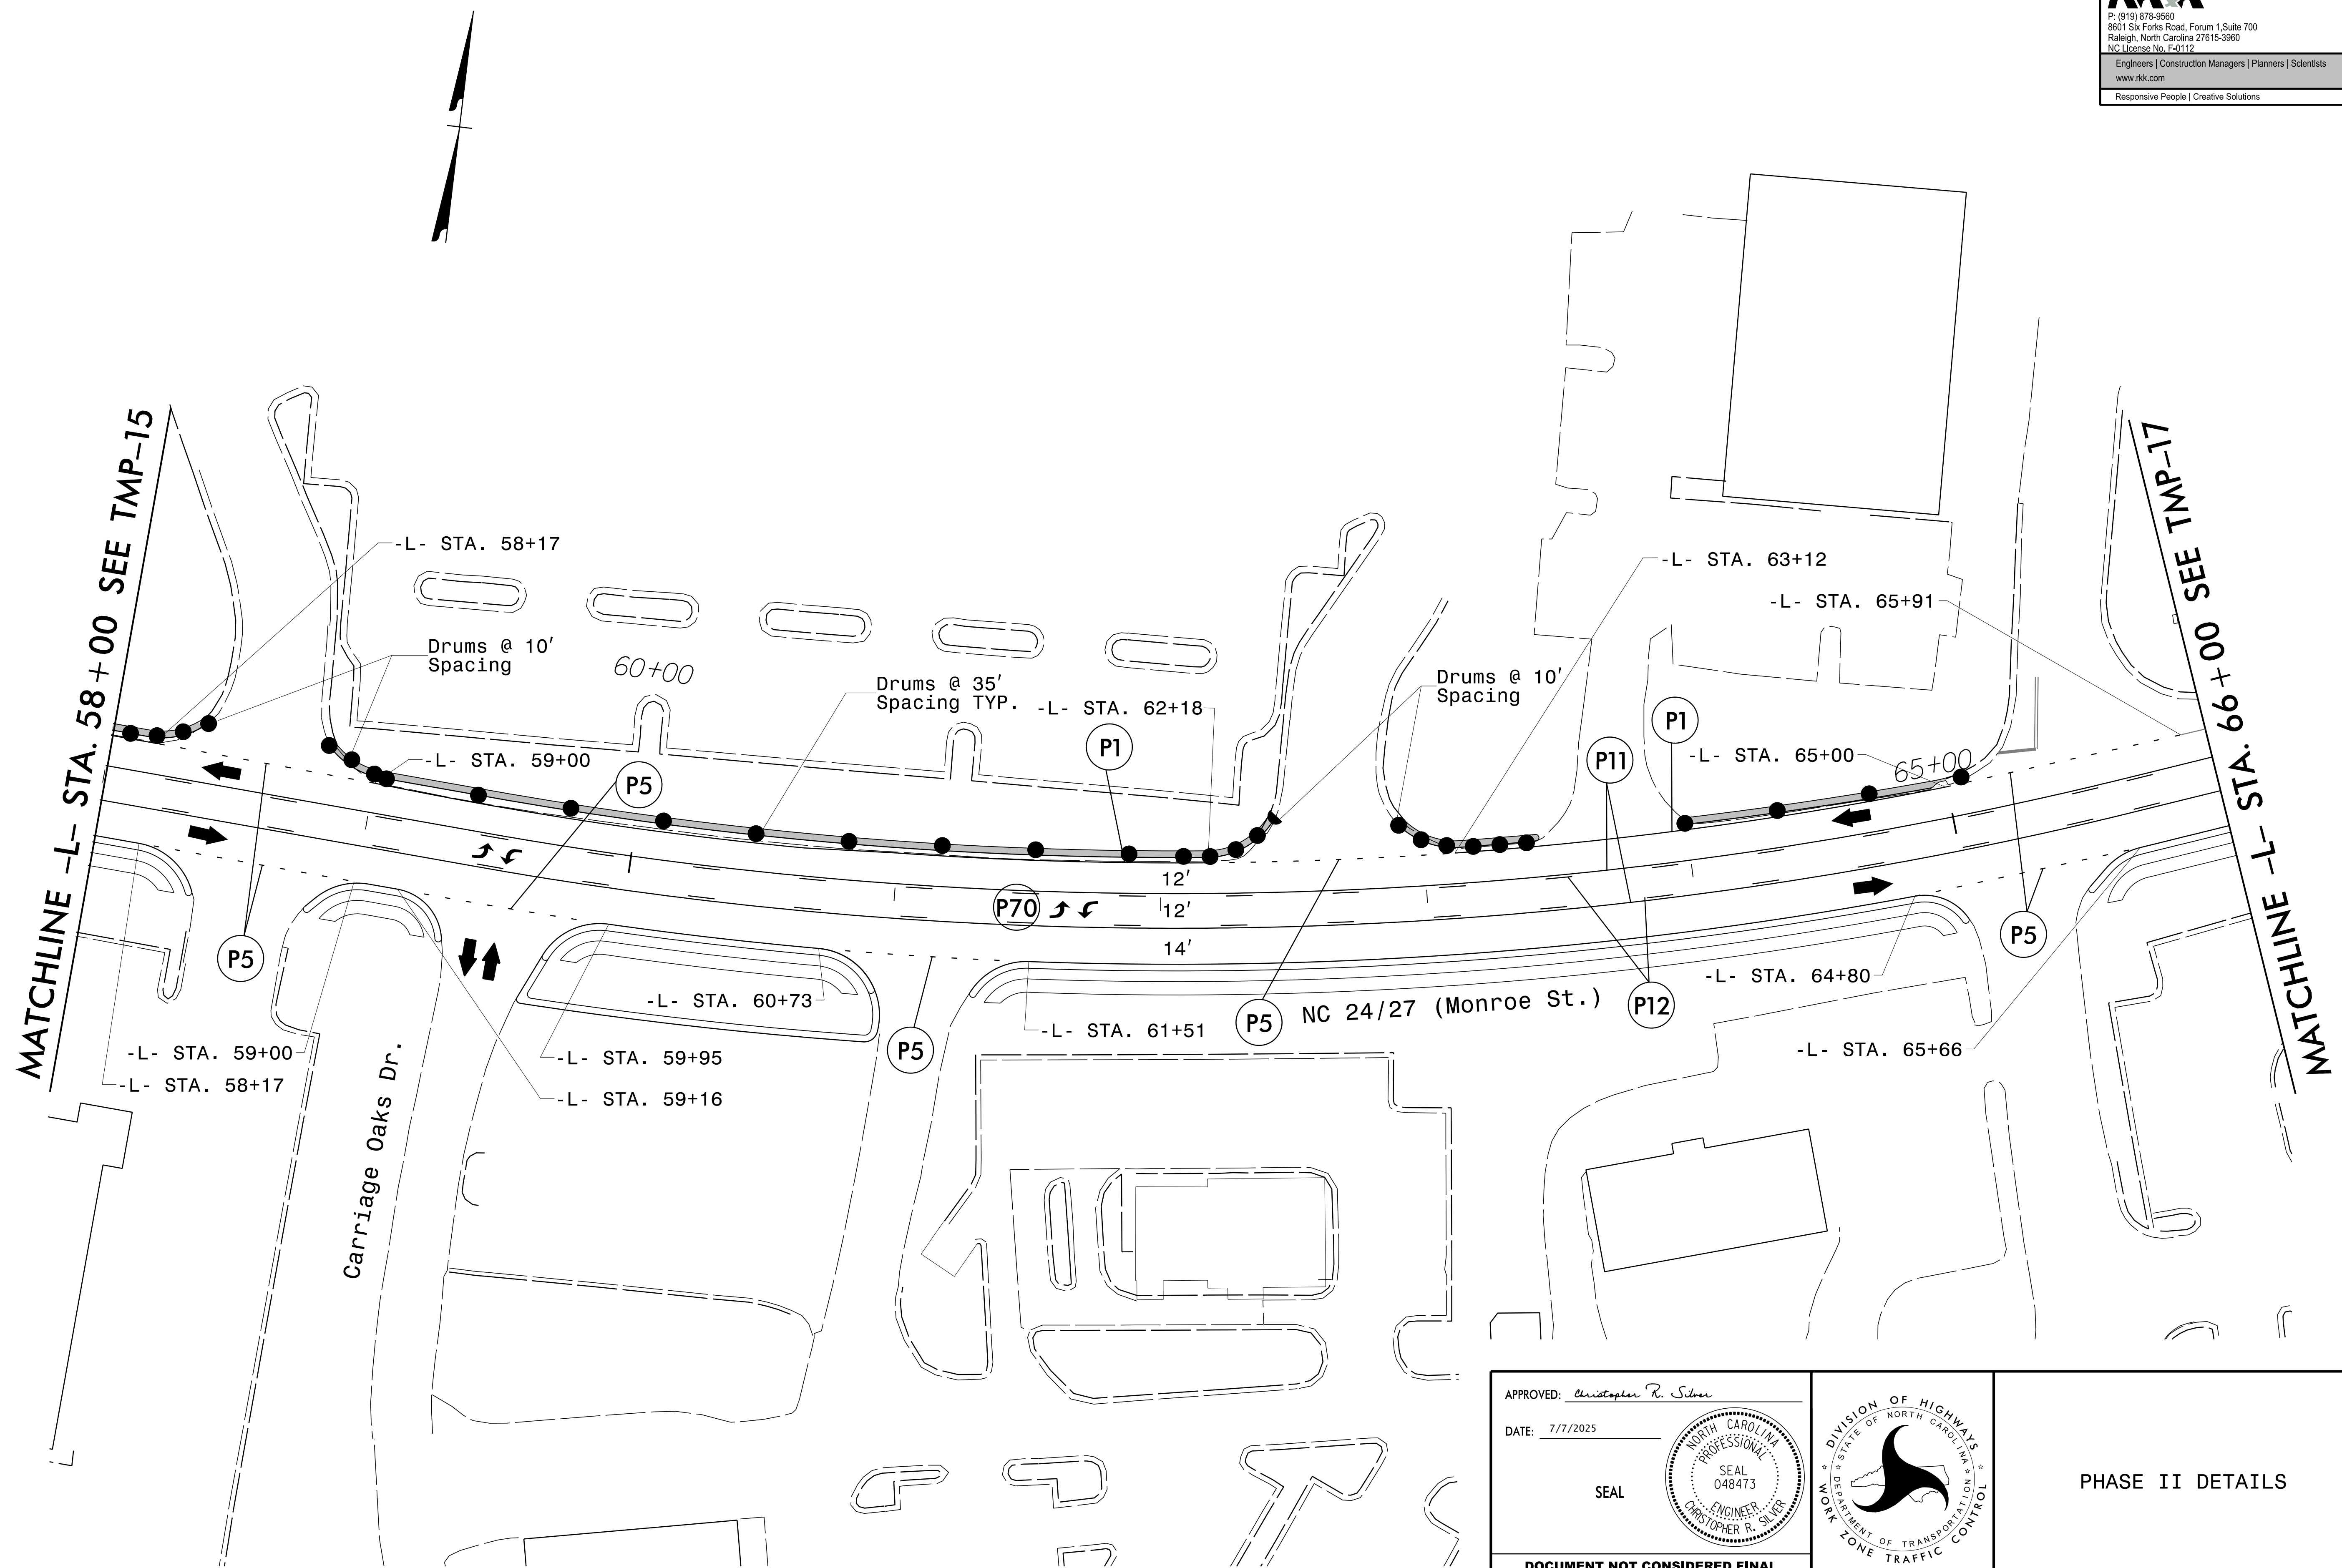 P: (919) 878-9560
8601 Six Forks Road, Forum 1,Suite 700
Raleigh, North Carolina 27615-3960
NC License No. F-0112
Engineers | Construction Managers | Planners | Scientists
www.rkk.com
Responsive People | Creative Solutions
MATCHLINE -L- STA. 58+00 SEE TMP-15
MATCHLINE -L- STA. 66+00 SEE TMP-17
-L- STA. 58+17
-L- STA. 63+12
-L- STA. 65+91
Drums @ 10'
Spacing
60+00
Drums @ 35'
Spacing TYP.
-L- STA. 62+18
Drums @ 10'
Spacing
P1
P1
P11
-L- STA. 59+00
P5
-L- STA. 65+00
65+00
12'
P70
12'
14'
P5
P5
-L- STA. 60+73
-L- STA. 64+80
NC 24/27 (Monroe St.)
P12
P5
-L- STA. 61+51
P5
-L- STA. 59+00
-L- STA. 59+95
-L- STA. 65+66
-L- STA. 58+17
-L- STA. 59+16
Carriage Oaks Dr.
APPROVED: Christopher R. Silver
DATE: 7/7/2025
SEAL
NORTH CAROLINA
PROFESSIONAL
SEAL
048473
ENGINEER
CHRISTOPHER R. SILVER
DIVISION OF HIGHWAYS
STATE OF NORTH CAROLINA
DEPARTMENT OF TRANSPORTATION
WORK ZONE TRAFFIC CONTROL
PHASE II DETAILS
DOCUMENT NOT CONSIDERED FINAL